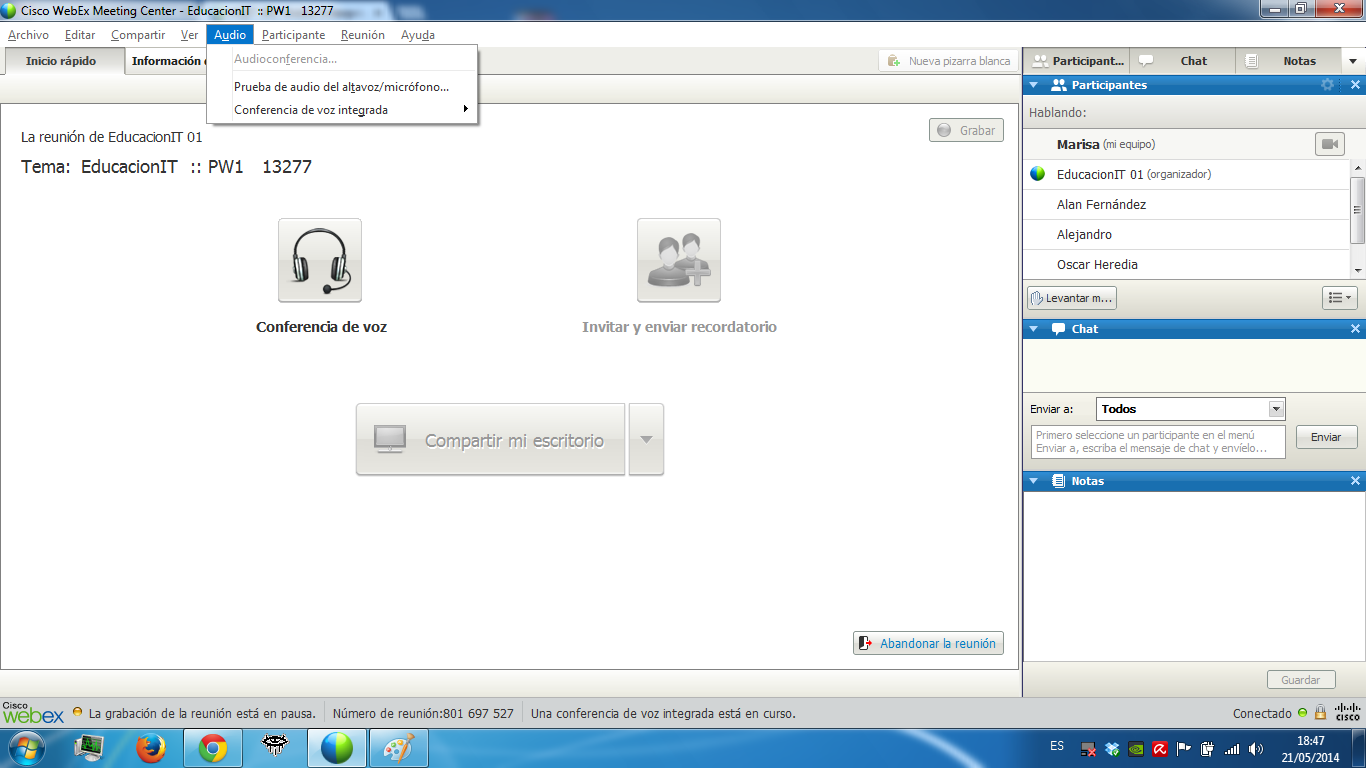 Cisco WebEx Meeting Center - EducacionIT :: PW1 13277
Archivo Editar Compartir Ver Audio Participante Reunión Ayuda
Inicio rápido Información
Audioconferencia...
Prueba de audio del altavoz/micrófono...
Conferencia de voz integrada
Nueva pizarra blanca
La reunión de EducacionIT 01
Grabar
Tema: EducacionIT :: PW1 13277
Conferencia de voz
Invitar y enviar recordatorio
Compartir mi escritorio
Abandonar la reunión
Participant... Chat Notas
Participantes
Hablando:
Marisa (mi equipo)
EducacionIT 01 (organizador)
Alan Fernández
Alejandro
Oscar Heredia
Levantar m...
Chat
Enviar a: Todos
Primero seleccione un participante en el menú
Enviar a, escriba el mensaje de chat y envíelo...
Enviar
Notas
Guardar
Cisco
webex
La grabación de la reunión está en pausa. Número de reunión:801 697 527 Una conferencia de voz integrada está en curso.
Conectado
CISCO
ES
18:47
21/05/2014